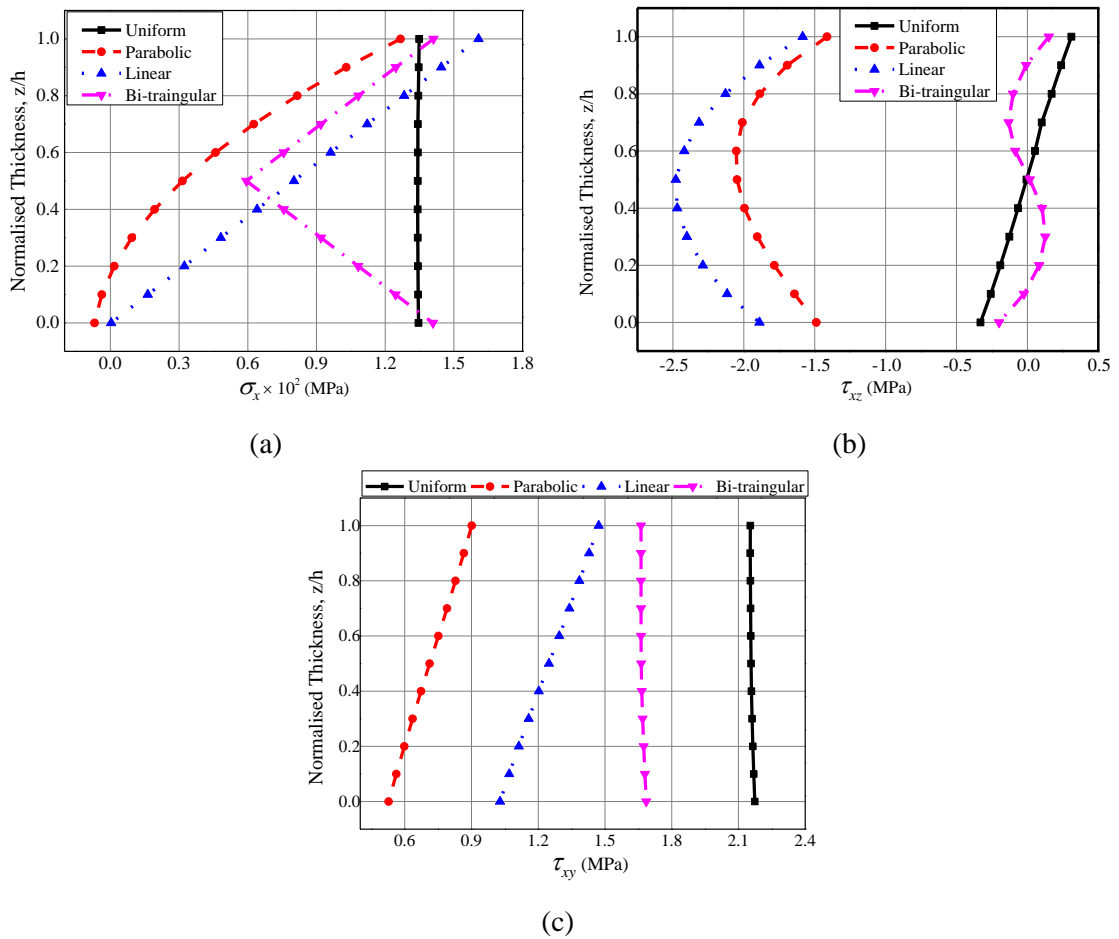 Uniform
Parabolic
Linear
Bi-traingular
1.0
0.8
0.6
0.4
0.2
0.0
Normalised Thickness, z/h
0.0 0.3 0.6 0.9 1.2 1.5 1.8
σx × 10² (MPa)
(a)
Uniform
Parabolic
Linear
Bi-traingular
1.0
0.8
0.6
0.4
0.2
0.0
Normalised Thickness, z/h
-2.5 -2.0 -1.5 -1.0 -0.5 0.0 0.5
τxz (MPa)
(b)
Uniform Parabolic Linear Bi-traingular
1.0
0.8
0.6
0.4
0.2
0.0
Normalised Thickness, z/h
0.6 0.9 1.2 1.5 1.8 2.1 2.4
τxy (MPa)
(c)